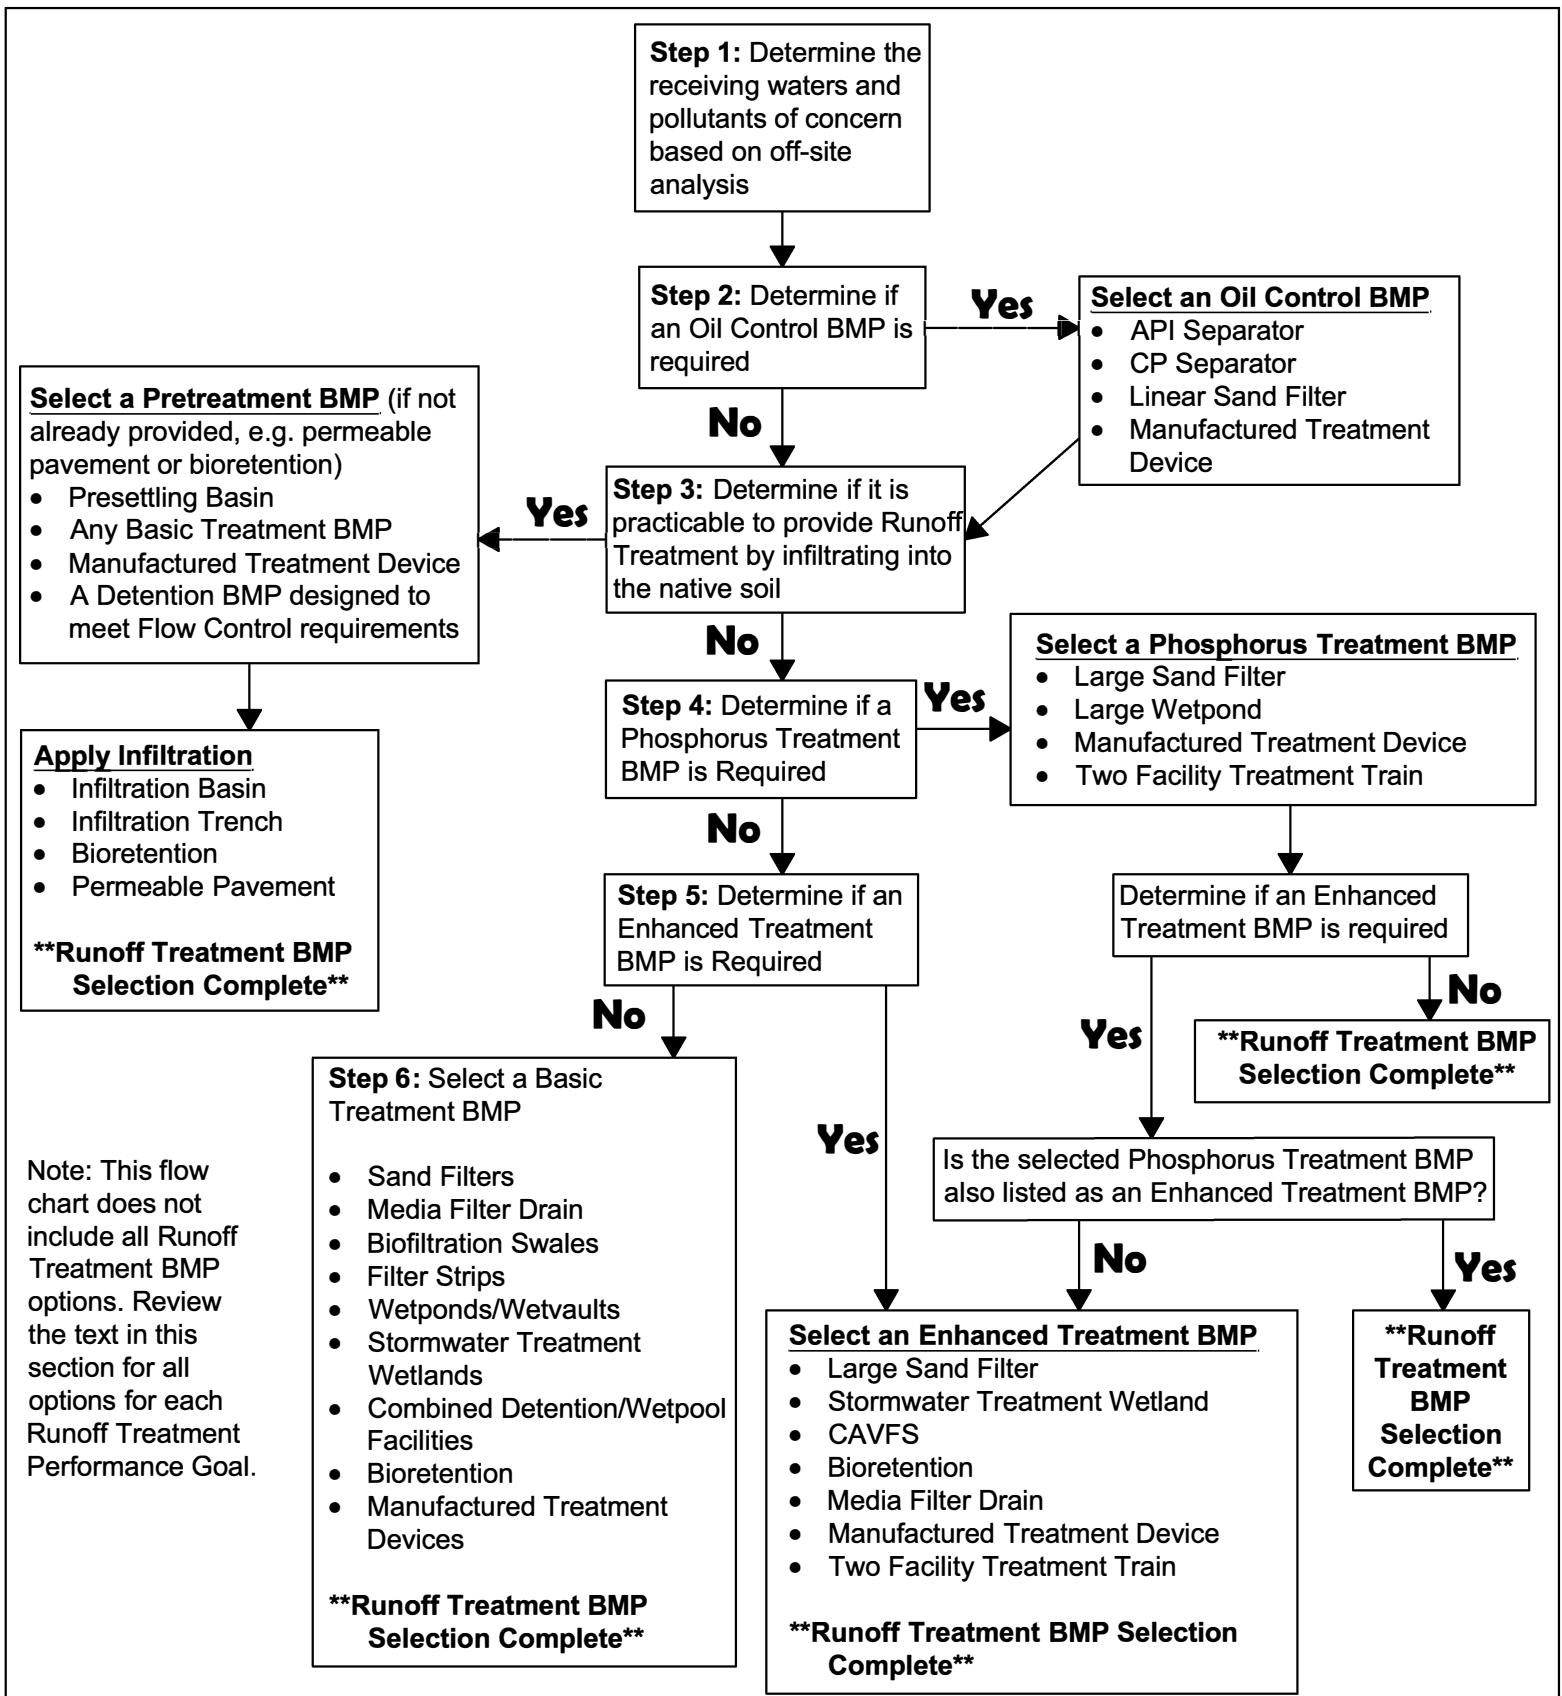 Step 1: Determine the
receiving waters and
pollutants of concern
based on off-site
analysis
Step 2: Determine if
an Oil Control BMP is
required
Yes
Select an Oil Control BMP
• API Separator
• CP Separator
• Linear Sand Filter
• Manufactured Treatment
Device
No
Step 3: Determine if it is
practicable to provide Runoff
Treatment by infiltrating into
the native soil
Yes
Select a Pretreatment BMP (if not
already provided, e.g. permeable
pavement or bioretention)
• Presettling Basin
• Any Basic Treatment BMP
• Manufactured Treatment Device
• A Detention BMP designed to
meet Flow Control requirements
Apply Infiltration
• Infiltration Basin
• Infiltration Trench
• Bioretention
• Permeable Pavement
**Runoff Treatment BMP
Selection Complete**
No
Step 4: Determine if a
Phosphorus Treatment
BMP is Required
Yes
Select a Phosphorus Treatment BMP
• Large Sand Filter
• Large Wetpond
• Manufactured Treatment Device
• Two Facility Treatment Train
Determine if an Enhanced
Treatment BMP is required
No
**Runoff Treatment BMP
Selection Complete**
Yes
Is the selected Phosphorus Treatment BMP
also listed as an Enhanced Treatment BMP?
No
Yes
**Runoff
Treatment
BMP
Selection
Complete**
No
Step 5: Determine if an
Enhanced Treatment
BMP is Required
No
Step 6: Select a Basic
Treatment BMP
• Sand Filters
• Media Filter Drain
• Biofiltration Swales
• Filter Strips
• Wetponds/Wetvaults
• Stormwater Treatment
Wetlands
• Combined Detention/Wetpool
Facilities
• Bioretention
• Manufactured Treatment
Devices
**Runoff Treatment BMP
Selection Complete**
Yes
Select an Enhanced Treatment BMP
• Large Sand Filter
• Stormwater Treatment Wetland
• CAVFS
• Bioretention
• Media Filter Drain
• Manufactured Treatment Device
• Two Facility Treatment Train
**Runoff Treatment BMP Selection
Complete**
Note: This flow
chart does not
include all Runoff
Treatment BMP
options. Review
the text in this
section for all
options for each
Runoff Treatment
Performance Goal.